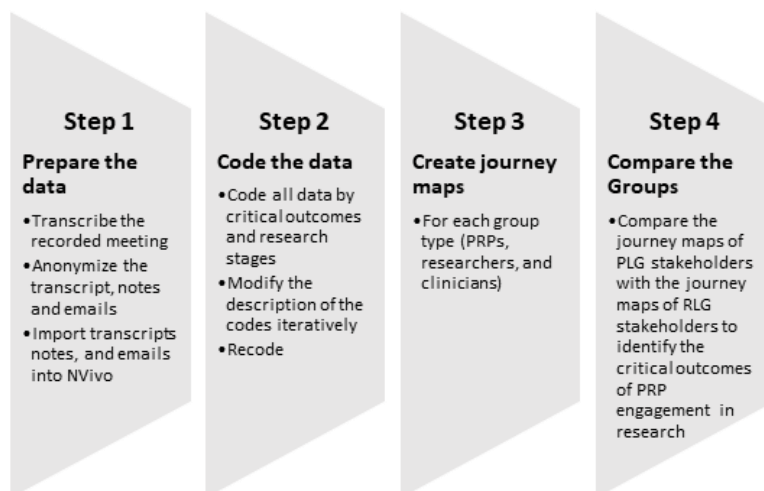 Step 1
Prepare the
data
•Transcribe the
recorded meeting
•Anonymize the
transcript, notes
and emails
•Import transcripts
notes, and emails
into NVivo
Step 2
Code the data
•Code all data by
critical outcomes
and research
stages
•Modify the
description of the
codes iteratively
•Recode
Step 3
Create journey
maps
•For each group
type (PRPs,
researchers, and
clinicians)
Step 4
Compare the
Groups
•Compare the
journey maps of
PLG stakeholders
with the journey
maps of RLG
stakeholders to
identify the
critical outcomes
of PRP
engagement in
research